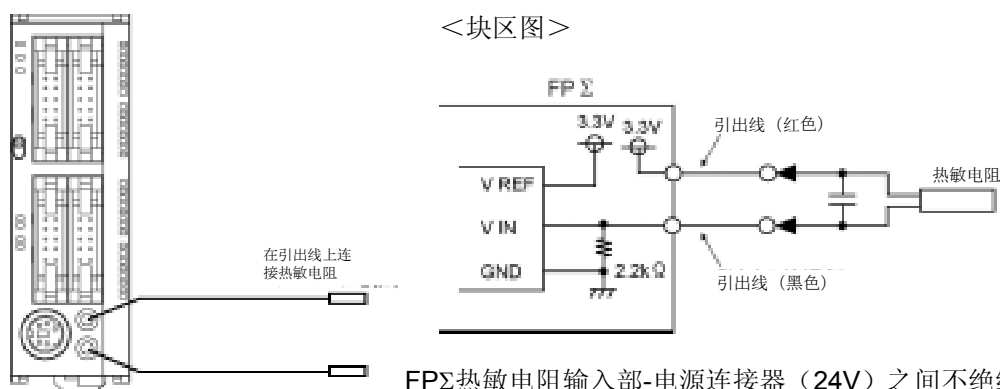 ＜块区图＞
FP Σ
3.3V
3.3V
引出线（红色）
热敏电阻
V REF
V IN
GND
2.2kΩ
引出线（黑色）
在引出线上连
接热敏电阻
FPΣ热敏电阻输入部-电源连接器（24V）之间不绝